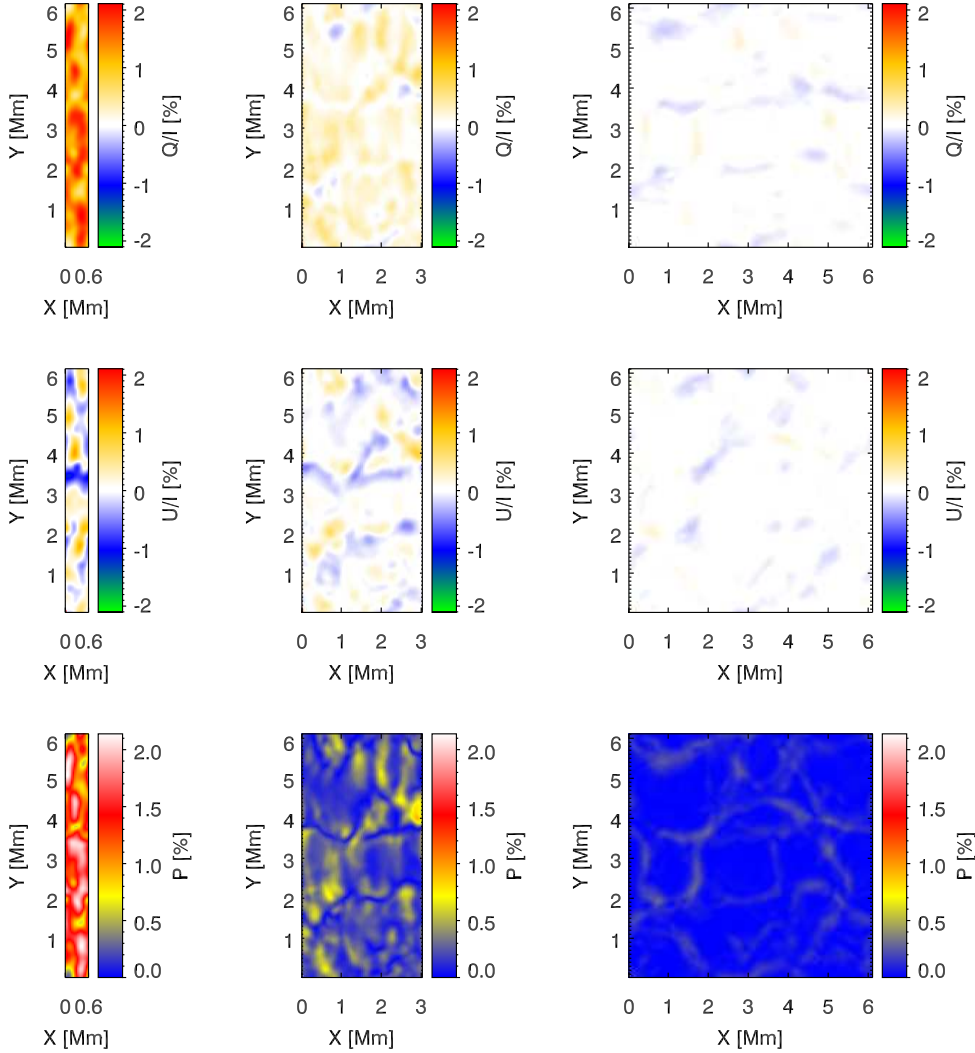 6 5 4 3 2 1 Y [Mm] 2 1 0 -1 -2 Q/I [%] 0 0.6 X [Mm]
6 5 4 3 2 1 Y [Mm] 2 1 0 -1 -2 Q/I [%] 0 1 2 3 X [Mm]
6 5 4 3 2 1 Y [Mm] 2 1 0 -1 -2 Q/I [%] 0 1 2 3 4 5 6 X [Mm]
6 5 4 3 2 1 Y [Mm] 2 1 0 -1 -2 U/I [%] 0 0.6 X [Mm]
6 5 4 3 2 1 Y [Mm] 2 1 0 -1 -2 U/I [%] 0 1 2 3 X [Mm]
6 5 4 3 2 1 Y [Mm] 2 1 0 -1 -2 U/I [%] 0 1 2 3 4 5 6 X [Mm]
6 5 4 3 2 1 Y [Mm] 2.0 1.5 1.0 0.5 0.0 P [%] 0 0.6 X [Mm]
6 5 4 3 2 1 Y [Mm] 2.0 1.5 1.0 0.5 0.0 P [%] 0 1 2 3 X [Mm]
6 5 4 3 2 1 Y [Mm] 2.0 1.5 1.0 0.5 0.0 P [%] 0 1 2 3 4 5 6 X [Mm]